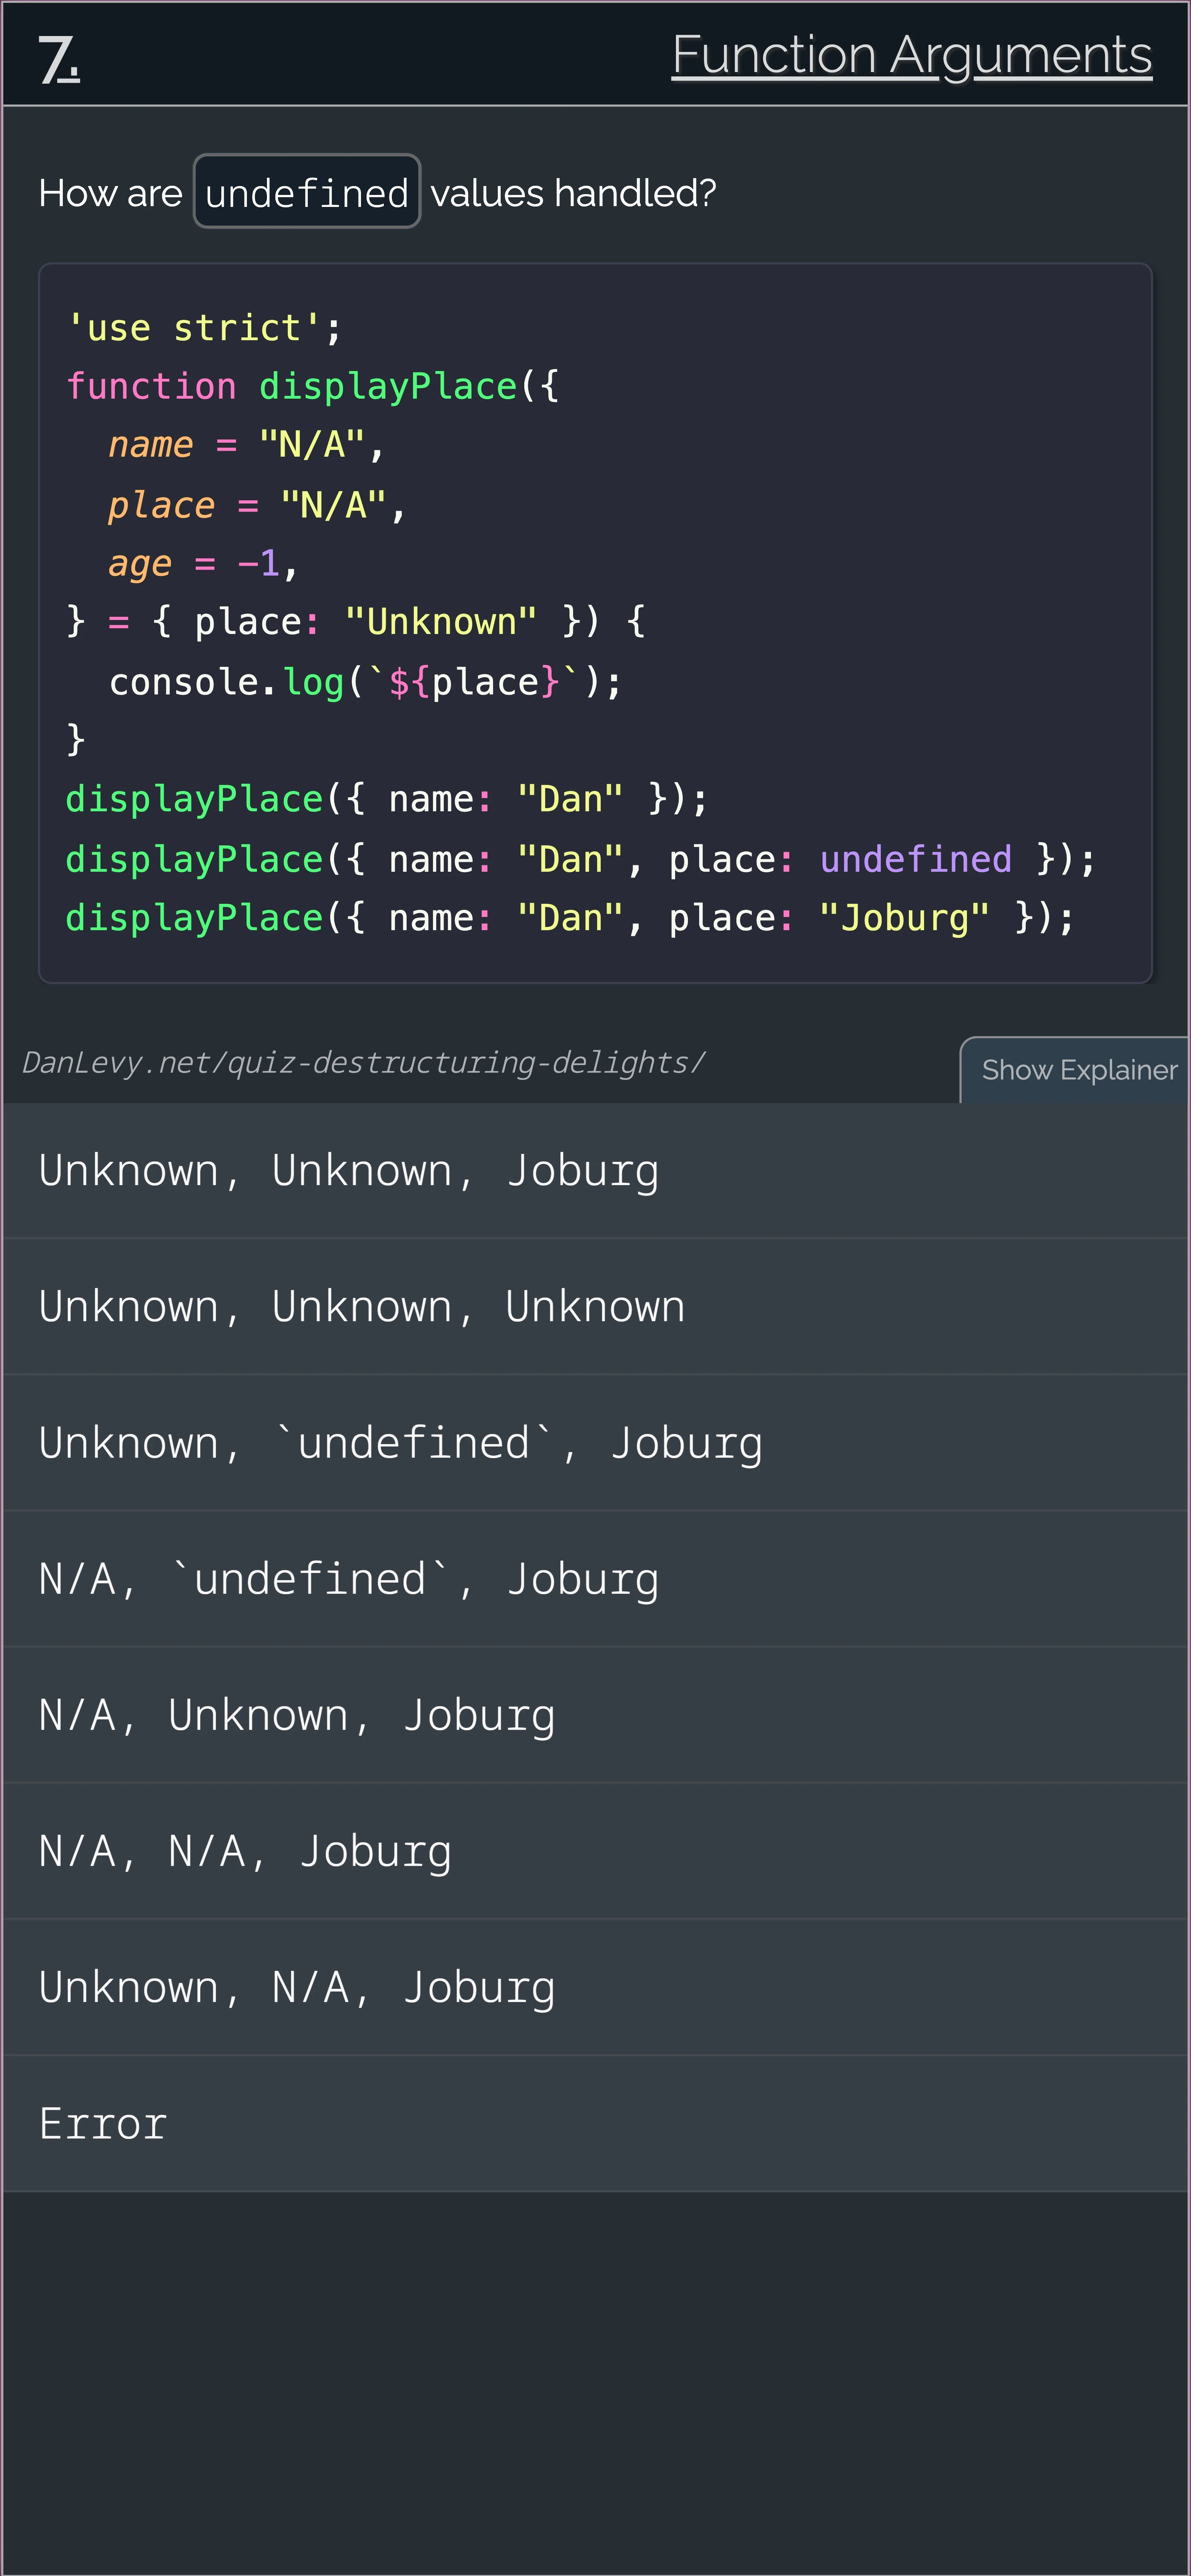 7.
Function Arguments
How are undefined values handled?
'use strict';
function displayPlace({
  name = "N/A",
  place = "N/A",
  age = -1,
} = { place: "Unknown" }) {
  console.log(`${place}`);
}
displayPlace({ name: "Dan" });
displayPlace({ name: "Dan", place: undefined });
displayPlace({ name: "Dan", place: "Joburg" });
DanLevy.net/quiz-destructuring-delights/
Show Explainer
Unknown, Unknown, Joburg
Unknown, Unknown, Unknown
Unknown, `undefined`, Joburg
N/A, `undefined`, Joburg
N/A, Unknown, Joburg
N/A, N/A, Joburg
Unknown, N/A, Joburg
Error